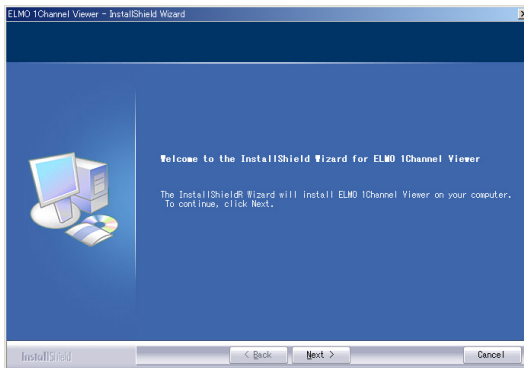 ELMO 1Channel Viewer - InstallShield Wizard
Welcome to the InstallShield Wizard for ELMO 1Channel Viewer
The InstallShieldR Wizard will install ELMO 1Channel Viewer on your computer.
To continue, click Next.
InstallShield
< Back
Next >
Cancel